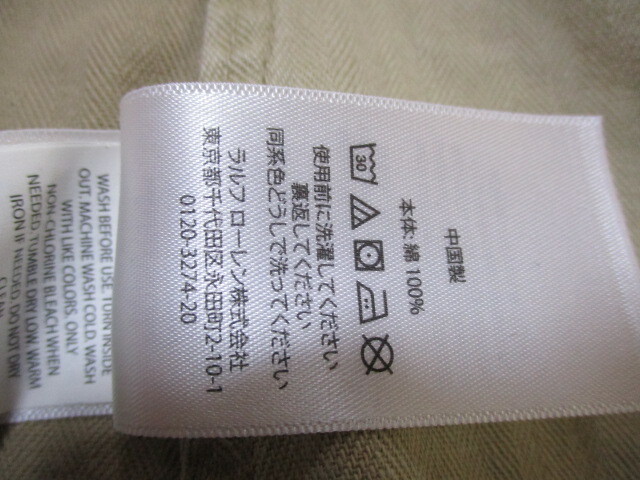 中国製
本体: 綿 100%
30
使用前に洗濯してください
裏返してください
同系色どうしで洗ってください
ラルフ ローレン株式会社
東京都千代田区永田町2-10-1
0120-3274-20
WASH BEFORE USE. TURN INSIDE
OUT. MACHINE WASH COLD. WASH
WITH LIKE COLORS. ONLY
NON-CHLORINE BLEACH WHEN
NEEDED. TUMBLE DRY LOW. WARM
IRON IF NEEDED. DO NOT DRY
CLEAN.